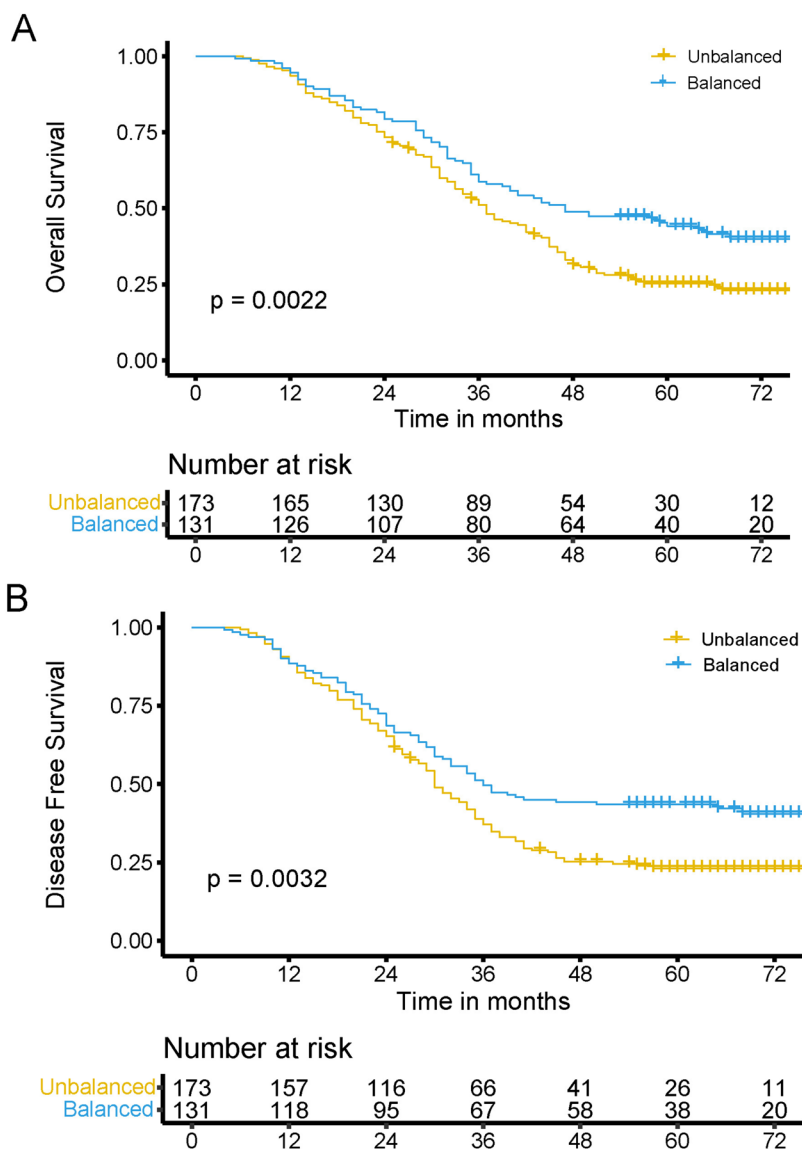 A
Overall Survival
1.00
0.75
0.50
0.25
0.00
Unbalanced
Balanced
p = 0.0022
0 12 24 36 48 60 72
Time in months
Number at risk
Unbalanced 173 165 130 89 54 30 12
Balanced 131 126 107 80 64 40 20
0 12 24 36 48 60 72
B
Disease Free Survival
1.00
0.75
0.50
0.25
0.00
Unbalanced
Balanced
p = 0.0032
0 12 24 36 48 60 72
Time in months
Number at risk
Unbalanced 173 157 116 66 41 26 11
Balanced 131 118 95 67 58 38 20
0 12 24 36 48 60 72